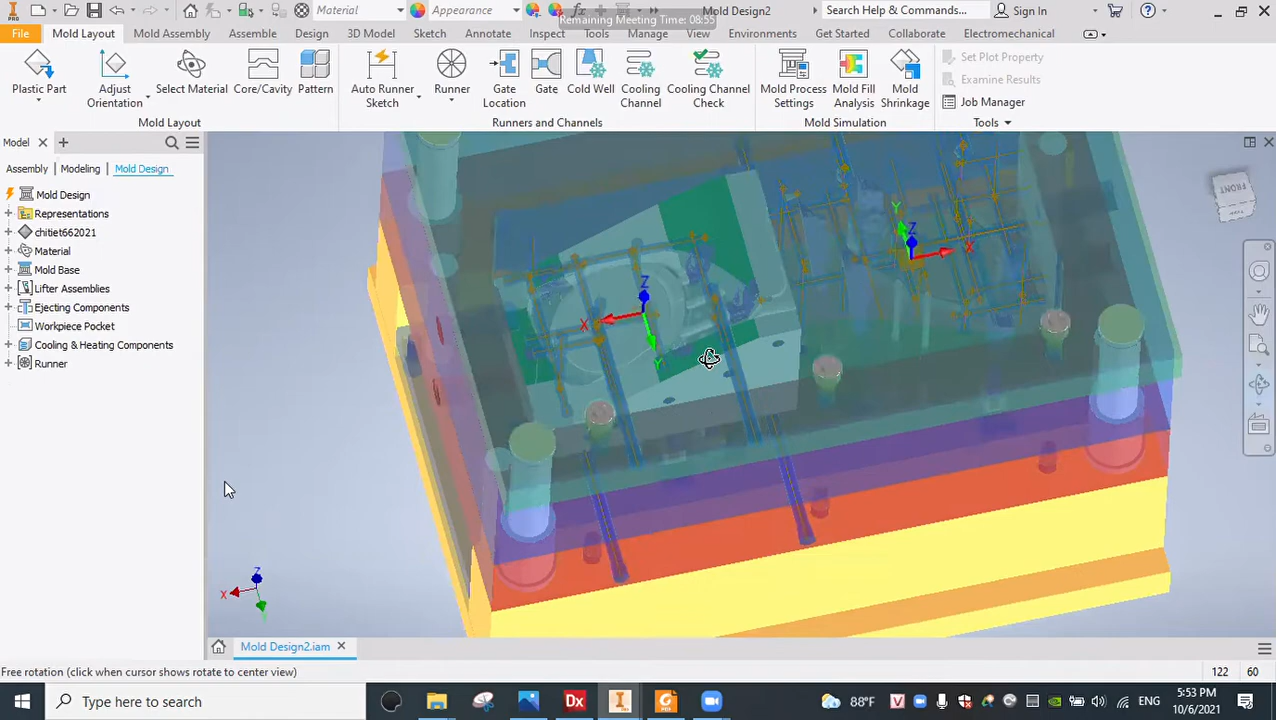 Material
Appearance
Remaining Meeting Time: 08:55
Mold Design2
Search Help & Commands...
Sign In
File
Mold Layout
Mold Assembly
Assemble
Design
3D Model
Sketch
Annotate
Inspect
Tools
Manage
View
Environments
Get Started
Collaborate
Electromechanical
Plastic Part
Adjust
Orientation
Select Material
Core/Cavity
Pattern
Auto Runner
Sketch
Runner
Gate
Location
Gate
Cold Well
Cooling
Channel
Cooling Channel
Check
Mold Process
Settings
Mold Fill
Analysis
Mold
Shrinkage
Set Plot Property
Examine Results
Job Manager
Mold Layout
Runners and Channels
Mold Simulation
Tools
Model
Assembly
Modeling
Mold Design
Mold Design
Representations
chitiet662021
Material
Mold Base
Lifter Assemblies
Ejecting Components
Workpiece Pocket
Cooling & Heating Components
Runner
FRONT
Z
X
Y
Y
Z
X
Z
X
Mold Design2.iam
Free rotation (click when cursor shows rotate to center view)
122
60
Type here to search
88°F
ENG
5:53 PM
10/6/2021